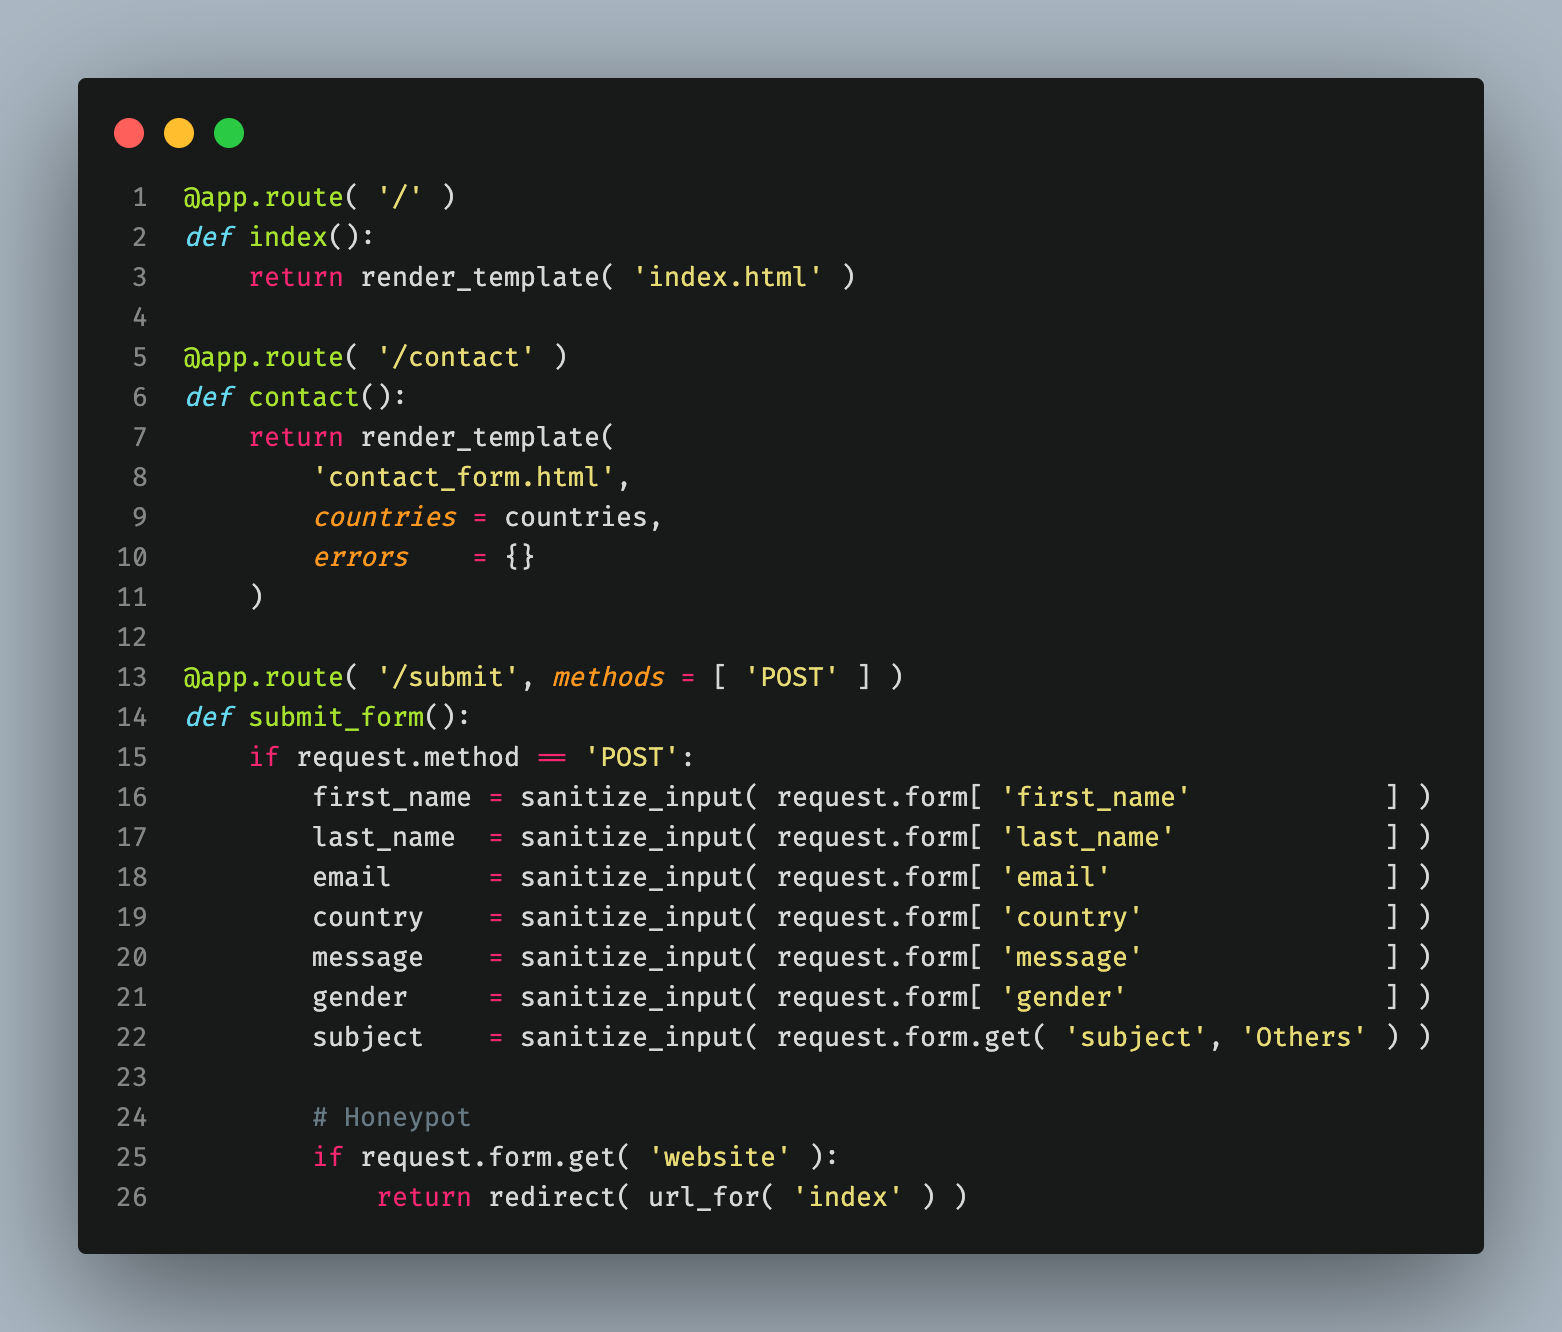 1 @app.route( '/' )
2 def index():
3     return render_template( 'index.html' )
4
5 @app.route( '/contact' )
6 def contact():
7     return render_template(
8         'contact_form.html',
9         countries = countries,
10         errors    = {}
11     )
12
13 @app.route( '/submit', methods = [ 'POST' ] )
14 def submit_form():
15     if request.method == 'POST':
16         first_name = sanitize_input( request.form[ 'first_name'            ] )
17         last_name  = sanitize_input( request.form[ 'last_name'             ] )
18         email      = sanitize_input( request.form[ 'email'                 ] )
19         country    = sanitize_input( request.form[ 'country'               ] )
20         message    = sanitize_input( request.form[ 'message'               ] )
21         gender     = sanitize_input( request.form[ 'gender'                ] )
22         subject    = sanitize_input( request.form.get( 'subject', 'Others' ) )
23
24         # Honeypot
25         if request.form.get( 'website' ):
26             return redirect( url_for( 'index' ) )